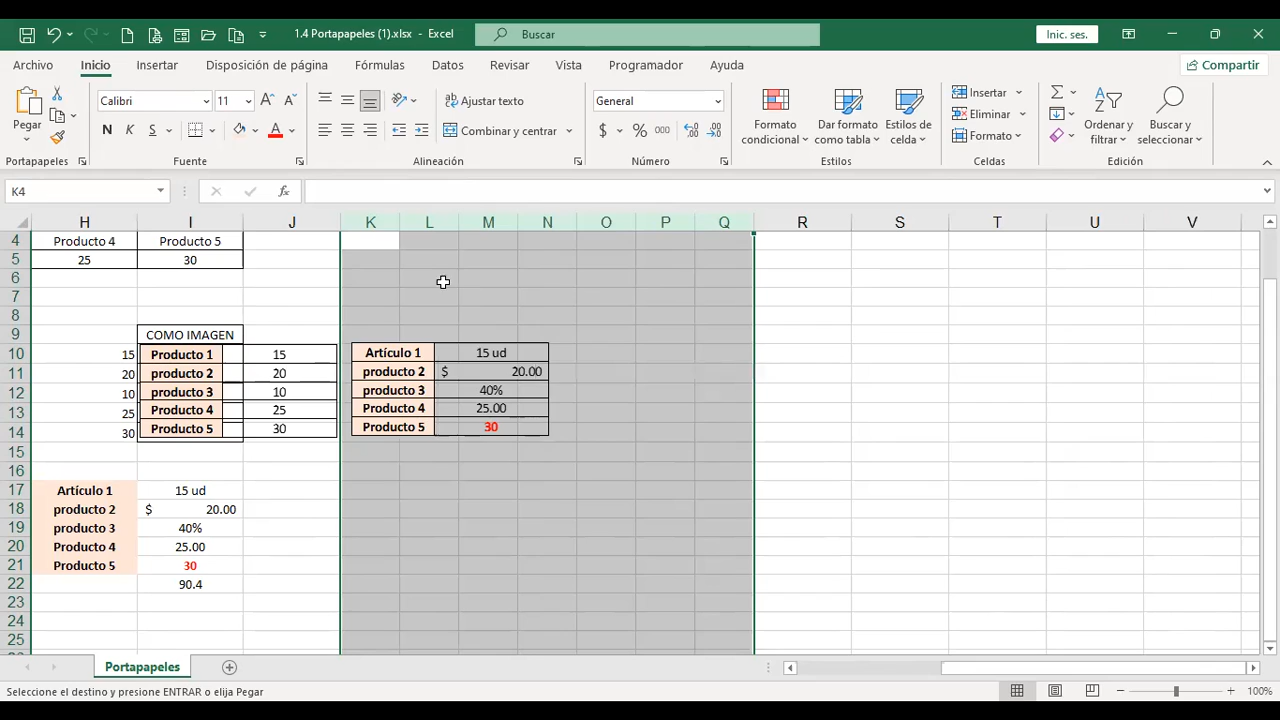 1.4 Portapapeles (1).xlsx - Excel
Buscar
Inic. ses.
Archivo Inicio Insertar Disposición de página Fórmulas Datos Revisar Vista Programador Ayuda Compartir
Pegar
Calibri 11
N K S A
Ajustar texto
Combinar y centrar
General
$ % 000
Formato condicional
Dar formato como tabla
Estilos de celda
Insertar
Eliminar
Formato
Ordenar y filtrar
Buscar y seleccionar
Portapapeles Fuente Alineación Número Estilos Celdas Edición
K4 fx
H I J K L M N O P Q R S T U V
4 Producto 4 Producto 5
5 25 30
6
7
8
9 COMO IMAGEN
10 15 Producto 1 15 Artículo 1 15 ud
11 20 producto 2 20 producto 2 $ 20.00
12 10 producto 3 10 producto 3 40%
13 25 Producto 4 25 Producto 4 25.00
14 30 Producto 5 30 Producto 5 30
15
16
17 Artículo 1 15 ud
18 producto 2 $ 20.00
19 producto 3 40%
20 Producto 4 25.00
21 Producto 5 30
22 90.4
23
24
25
Portapapeles
Seleccione el destino y presione ENTRAR o elija Pegar
100%